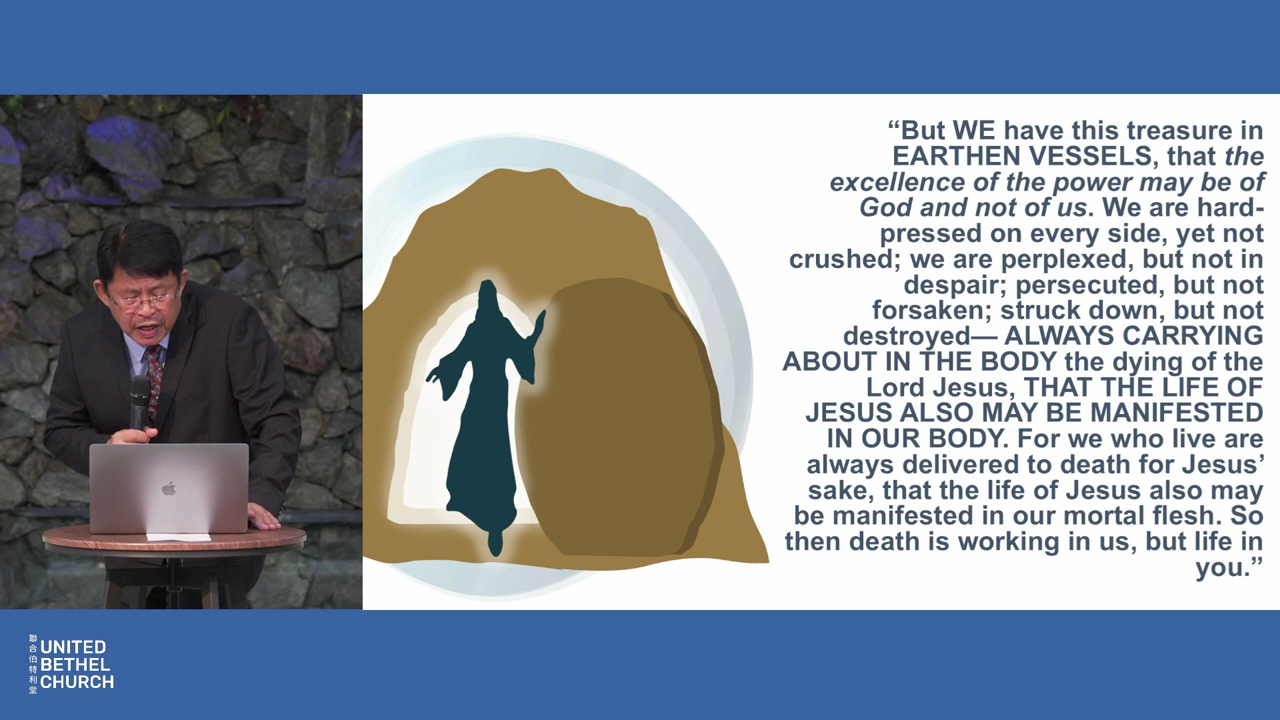 “But WE have this treasure in
EARTHEN VESSELS, that the
excellence of the power may be of
God and not of us. We are hard-
pressed on every side, yet not
crushed; we are perplexed, but not in
despair; persecuted, but not
forsaken; struck down, but not
destroyed— ALWAYS CARRYING
ABOUT IN THE BODY the dying of the
Lord Jesus, THAT THE LIFE OF
JESUS ALSO MAY BE MANIFESTED
IN OUR BODY. For we who live are
always delivered to death for Jesus’
sake, that the life of Jesus also may
be manifested in our mortal flesh. So
then death is working in us, but life in
you.”
聯合伯特利堂
UNITED
BETHEL
CHURCH